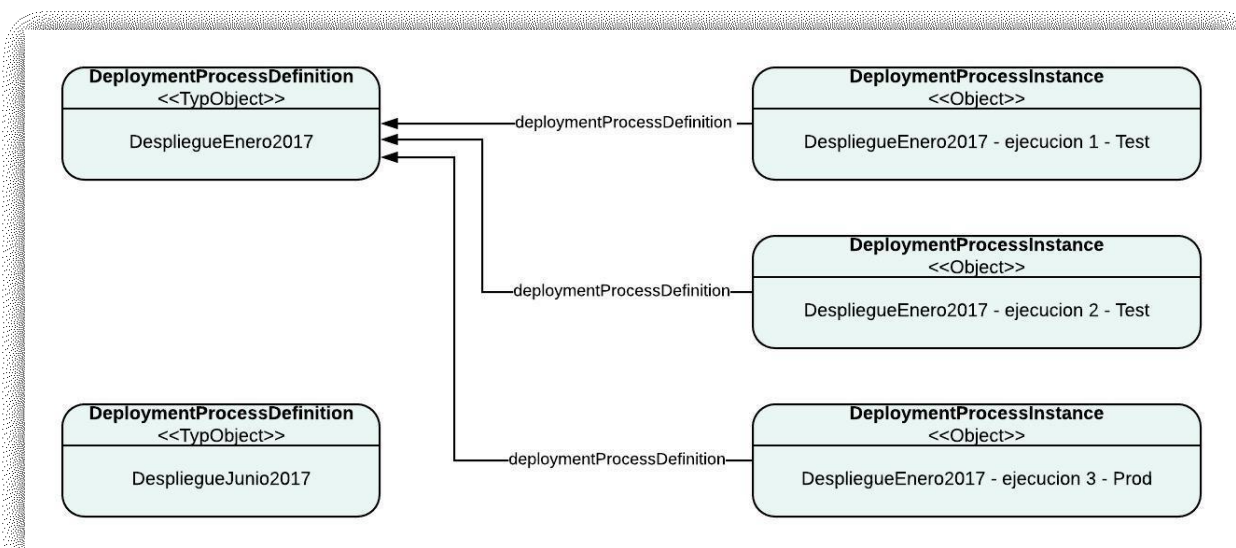 DeploymentProcessDefinition
<<TypObject>>
DespliegueEnero2017
deploymentProcessDefinition
DeploymentProcessInstance
<<Object>>
DespliegueEnero2017 - ejecucion 1 - Test
deploymentProcessDefinition
DeploymentProcessInstance
<<Object>>
DespliegueEnero2017 - ejecucion 2 - Test
DeploymentProcessDefinition
<<TypObject>>
DespliegueJunio2017
deploymentProcessDefinition
DeploymentProcessInstance
<<Object>>
DespliegueEnero2017 - ejecucion 3 - Prod